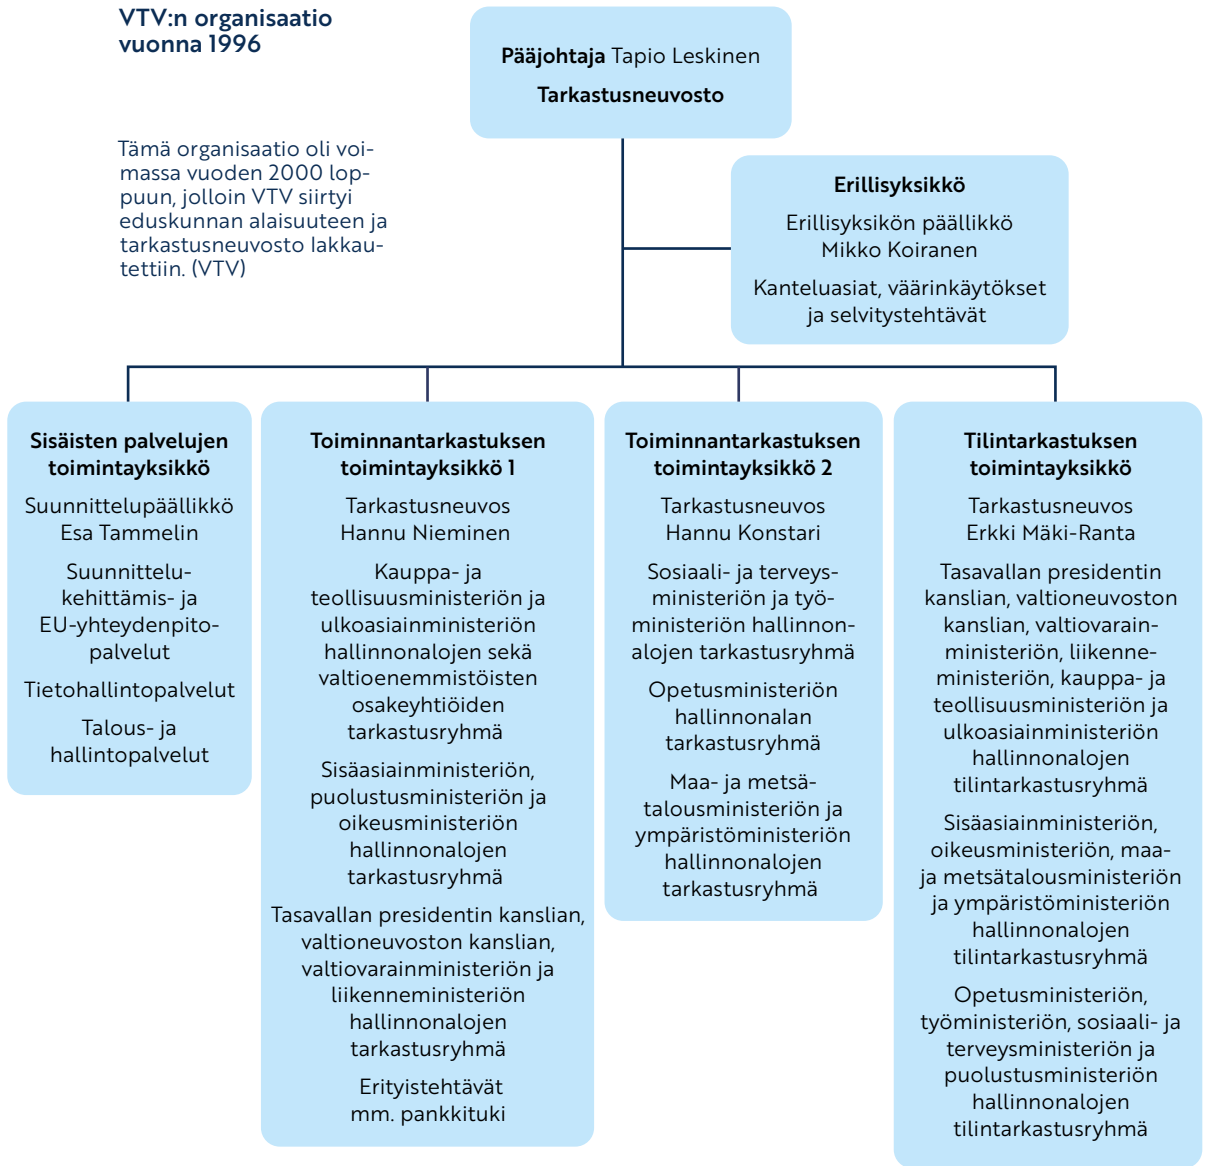 VTV:n organisaatio
vuonna 1996
Tämä organisaatio oli voi-
massa vuoden 2000 lop-
puun, jolloin VTV siirtyi
eduskunnan alaisuuteen ja
tarkastusneuvosto lakkau-
tettiin. (VTV)
Pääjohtaja Tapio Leskinen
Tarkastusneuvosto
Erillisyksikkö
Erillisyksikön päällikkö
Mikko Koiranen
Kanteluasiat, väärinkäytökset
ja selvitystehtävät
Sisäisten palvelujen
toimintayksikkö
Suunnittelupäällikkö
Esa Tammelin
Suunnittelu-
kehittämis- ja
EU-yhteydenpito-
palvelut
Tietohallintopalvelut
Talous- ja
hallintopalvelut
Toiminnantarkastuksen
toimintayksikkö 1
Tarkastusneuvos
Hannu Nieminen
Kauppa- ja
teollisuusministeriön ja
ulkoasiainministeriön
hallinnonalojen sekä
valtioenemmistöisten
osakeyhtiöiden
tarkastusryhmä
Sisäasiainministeriön,
puolustusministeriön ja
oikeusministeriön
hallinnonalojen
tarkastusryhmä
Tasavallan presidentin kanslian,
valtioneuvoston kanslian,
valtiovarainministeriön ja
liikenneministeriön
hallinnonalojen
tarkastusryhmä
Erityistehtävät
mm. pankkituki
Toiminnantarkastuksen
toimintayksikkö 2
Tarkastusneuvos
Hannu Konstari
Sosiaali- ja terveys-
ministeriön ja työ-
ministeriön hallinnon-
alojen tarkastusryhmä
Opetusministeriön
hallinnonalan
tarkastusryhmä
Maa- ja metsä-
talousministeriön ja
ympäristöministeriön
hallinnonalojen
tarkastusryhmä
Tilintarkastuksen
toimintayksikkö
Tarkastusneuvos
Erkki Mäki-Ranta
Tasavallan presidentin
kanslian, valtioneuvoston
kanslian, valtiovarain-
ministeriön, liikenne-
ministeriön, kauppa- ja
teollisuusministeriön ja
ulkoasiainministeriön
hallinnonalojen
tilintarkastusryhmä
Sisäasiainministeriön,
oikeusministeriön, maa-
ja metsätalousministeriön
ja ympäristöministeriön
hallinnonalojen
tilintarkastusryhmä
Opetusministeriön,
työministeriön, sosiaali- ja
terveysministeriön ja
puolustusministeriön
hallinnonalojen
tilintarkastusryhmä